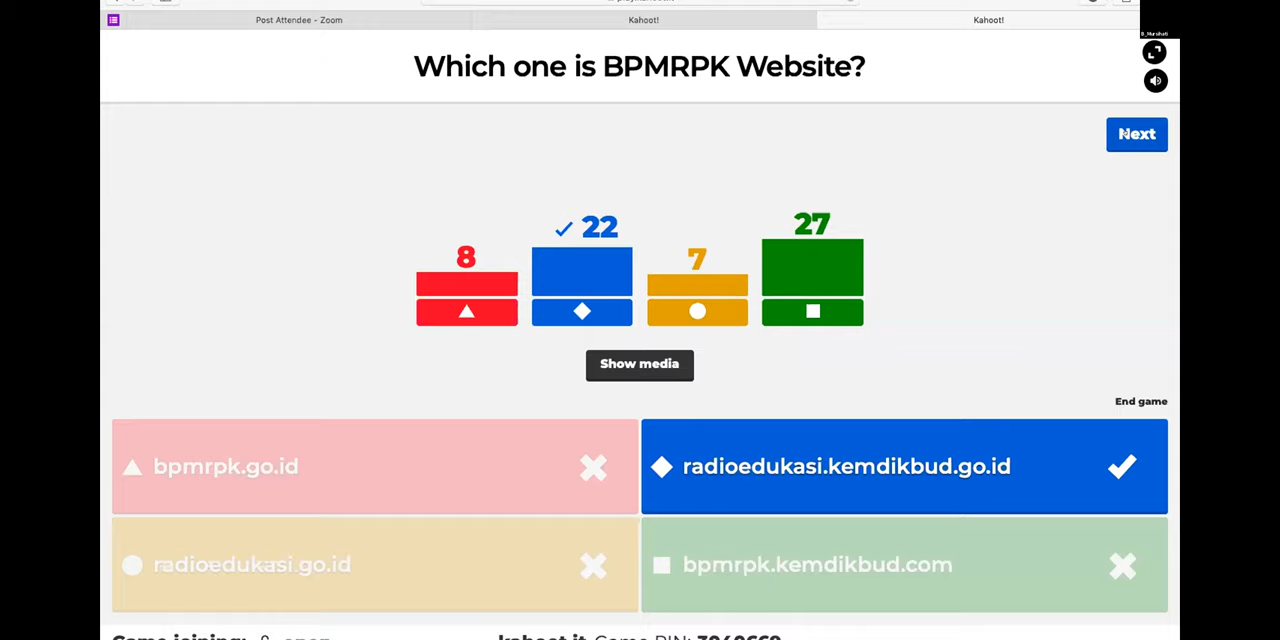 Post Attendee - Zoom
Kahoot!
Kahoot!
B_Murshati
Which one is BPMRPK Website?
Next
8
22
7
27
Show media
End game
bpmrpk.go.id
radioedukasi.kemdikbud.go.id
radioedukasi.go.id
bpmrpk.kemdikbud.com
kahoot.it Game PIN: